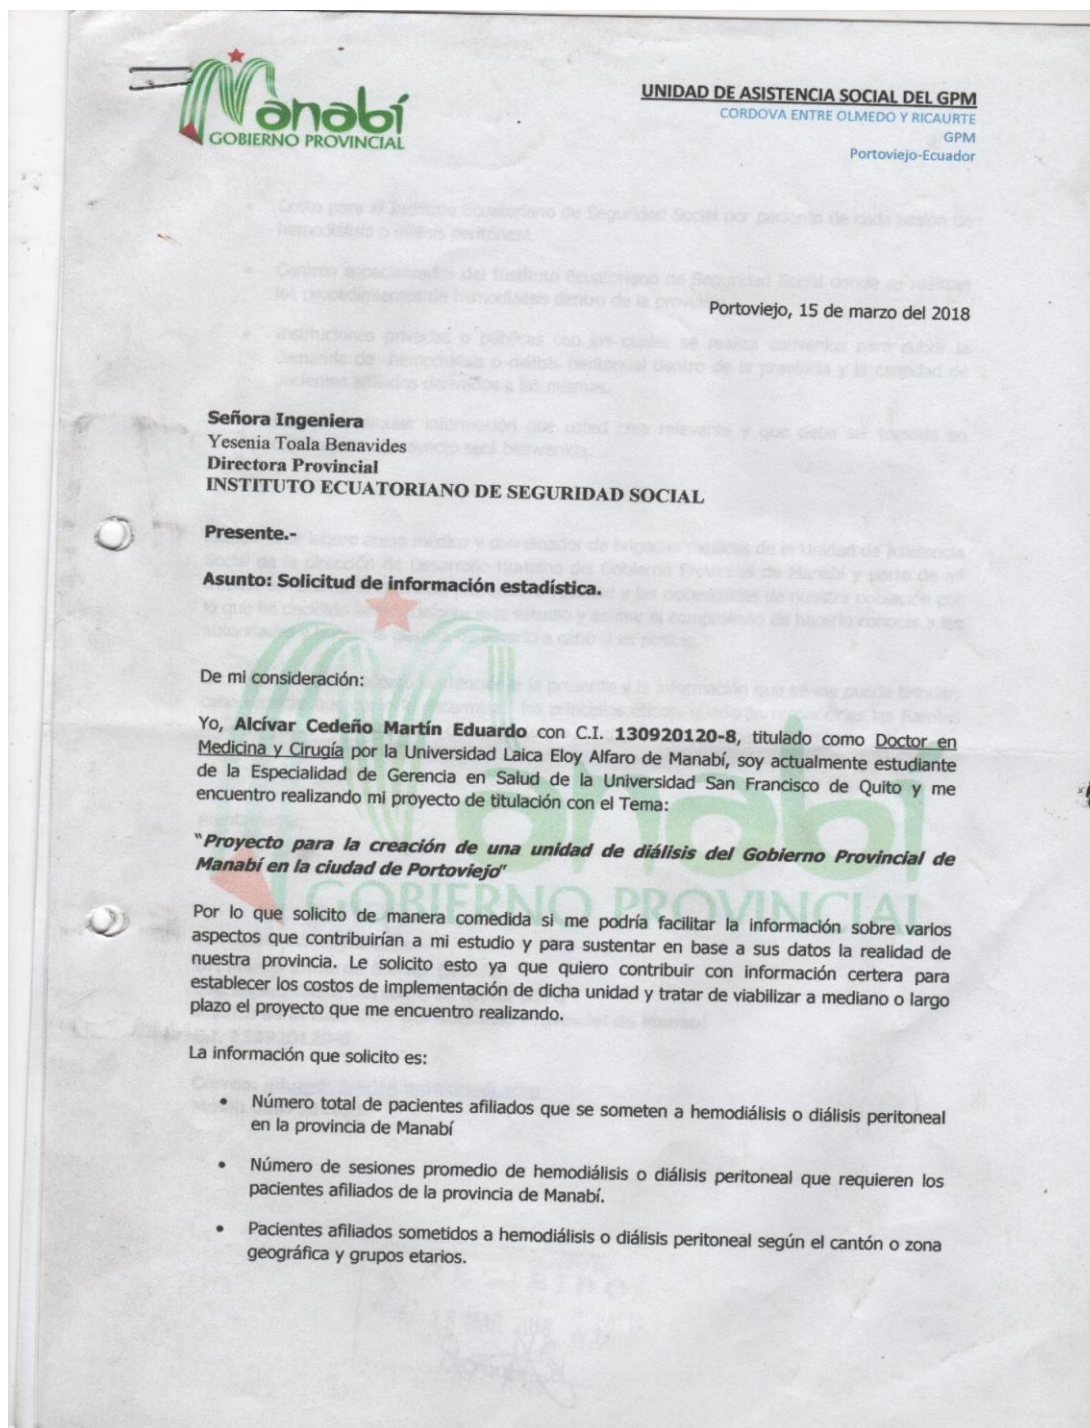 Manabí
GOBIERNO PROVINCIAL
UNIDAD DE ASISTENCIA SOCIAL DEL GPM
CORDOVA ENTRE OLMEDO Y RICAURTE
GPM
Portoviejo-Ecuador
Portoviejo, 15 de marzo del 2018
Señora Ingeniera
Yesenia Toala Benavides
Directora Provincial
INSTITUTO ECUATORIANO DE SEGURIDAD SOCIAL
Presente.-
Asunto: Solicitud de información estadística.
De mi consideración:
Yo, Alcívar Cedeño Martín Eduardo con C.I. 130920120-8, titulado como Doctor en
Medicina y Cirugía por la Universidad Laica Eloy Alfaro de Manabí, soy actualmente estudiante
de la Especialidad de Gerencia en Salud de la Universidad San Francisco de Quito y me
encuentro realizando mi proyecto de titulación con el Tema:
"Proyecto para la creación de una unidad de diálisis del Gobierno Provincial de
Manabí en la ciudad de Portoviejo"
Por lo que solicito de manera comedida si me podría facilitar la información sobre varios
aspectos que contribuirían a mi estudio y para sustentar en base a sus datos la realidad de
nuestra provincia. Le solicito esto ya que quiero contribuir con información certera para
establecer los costos de implementación de dicha unidad y tratar de viabilizar a mediano o largo
plazo el proyecto que me encuentro realizando.
La información que solicito es:
• Número total de pacientes afiliados que se someten a hemodiálisis o diálisis peritoneal
en la provincia de Manabí
• Número de sesiones promedio de hemodiálisis o diálisis peritoneal que requieren los
pacientes afiliados de la provincia de Manabí.
• Pacientes afiliados sometidos a hemodiálisis o diálisis peritoneal según el cantón o zona
geográfica y grupos etarios.
Manabí
GOBIERNO PROVINCIAL